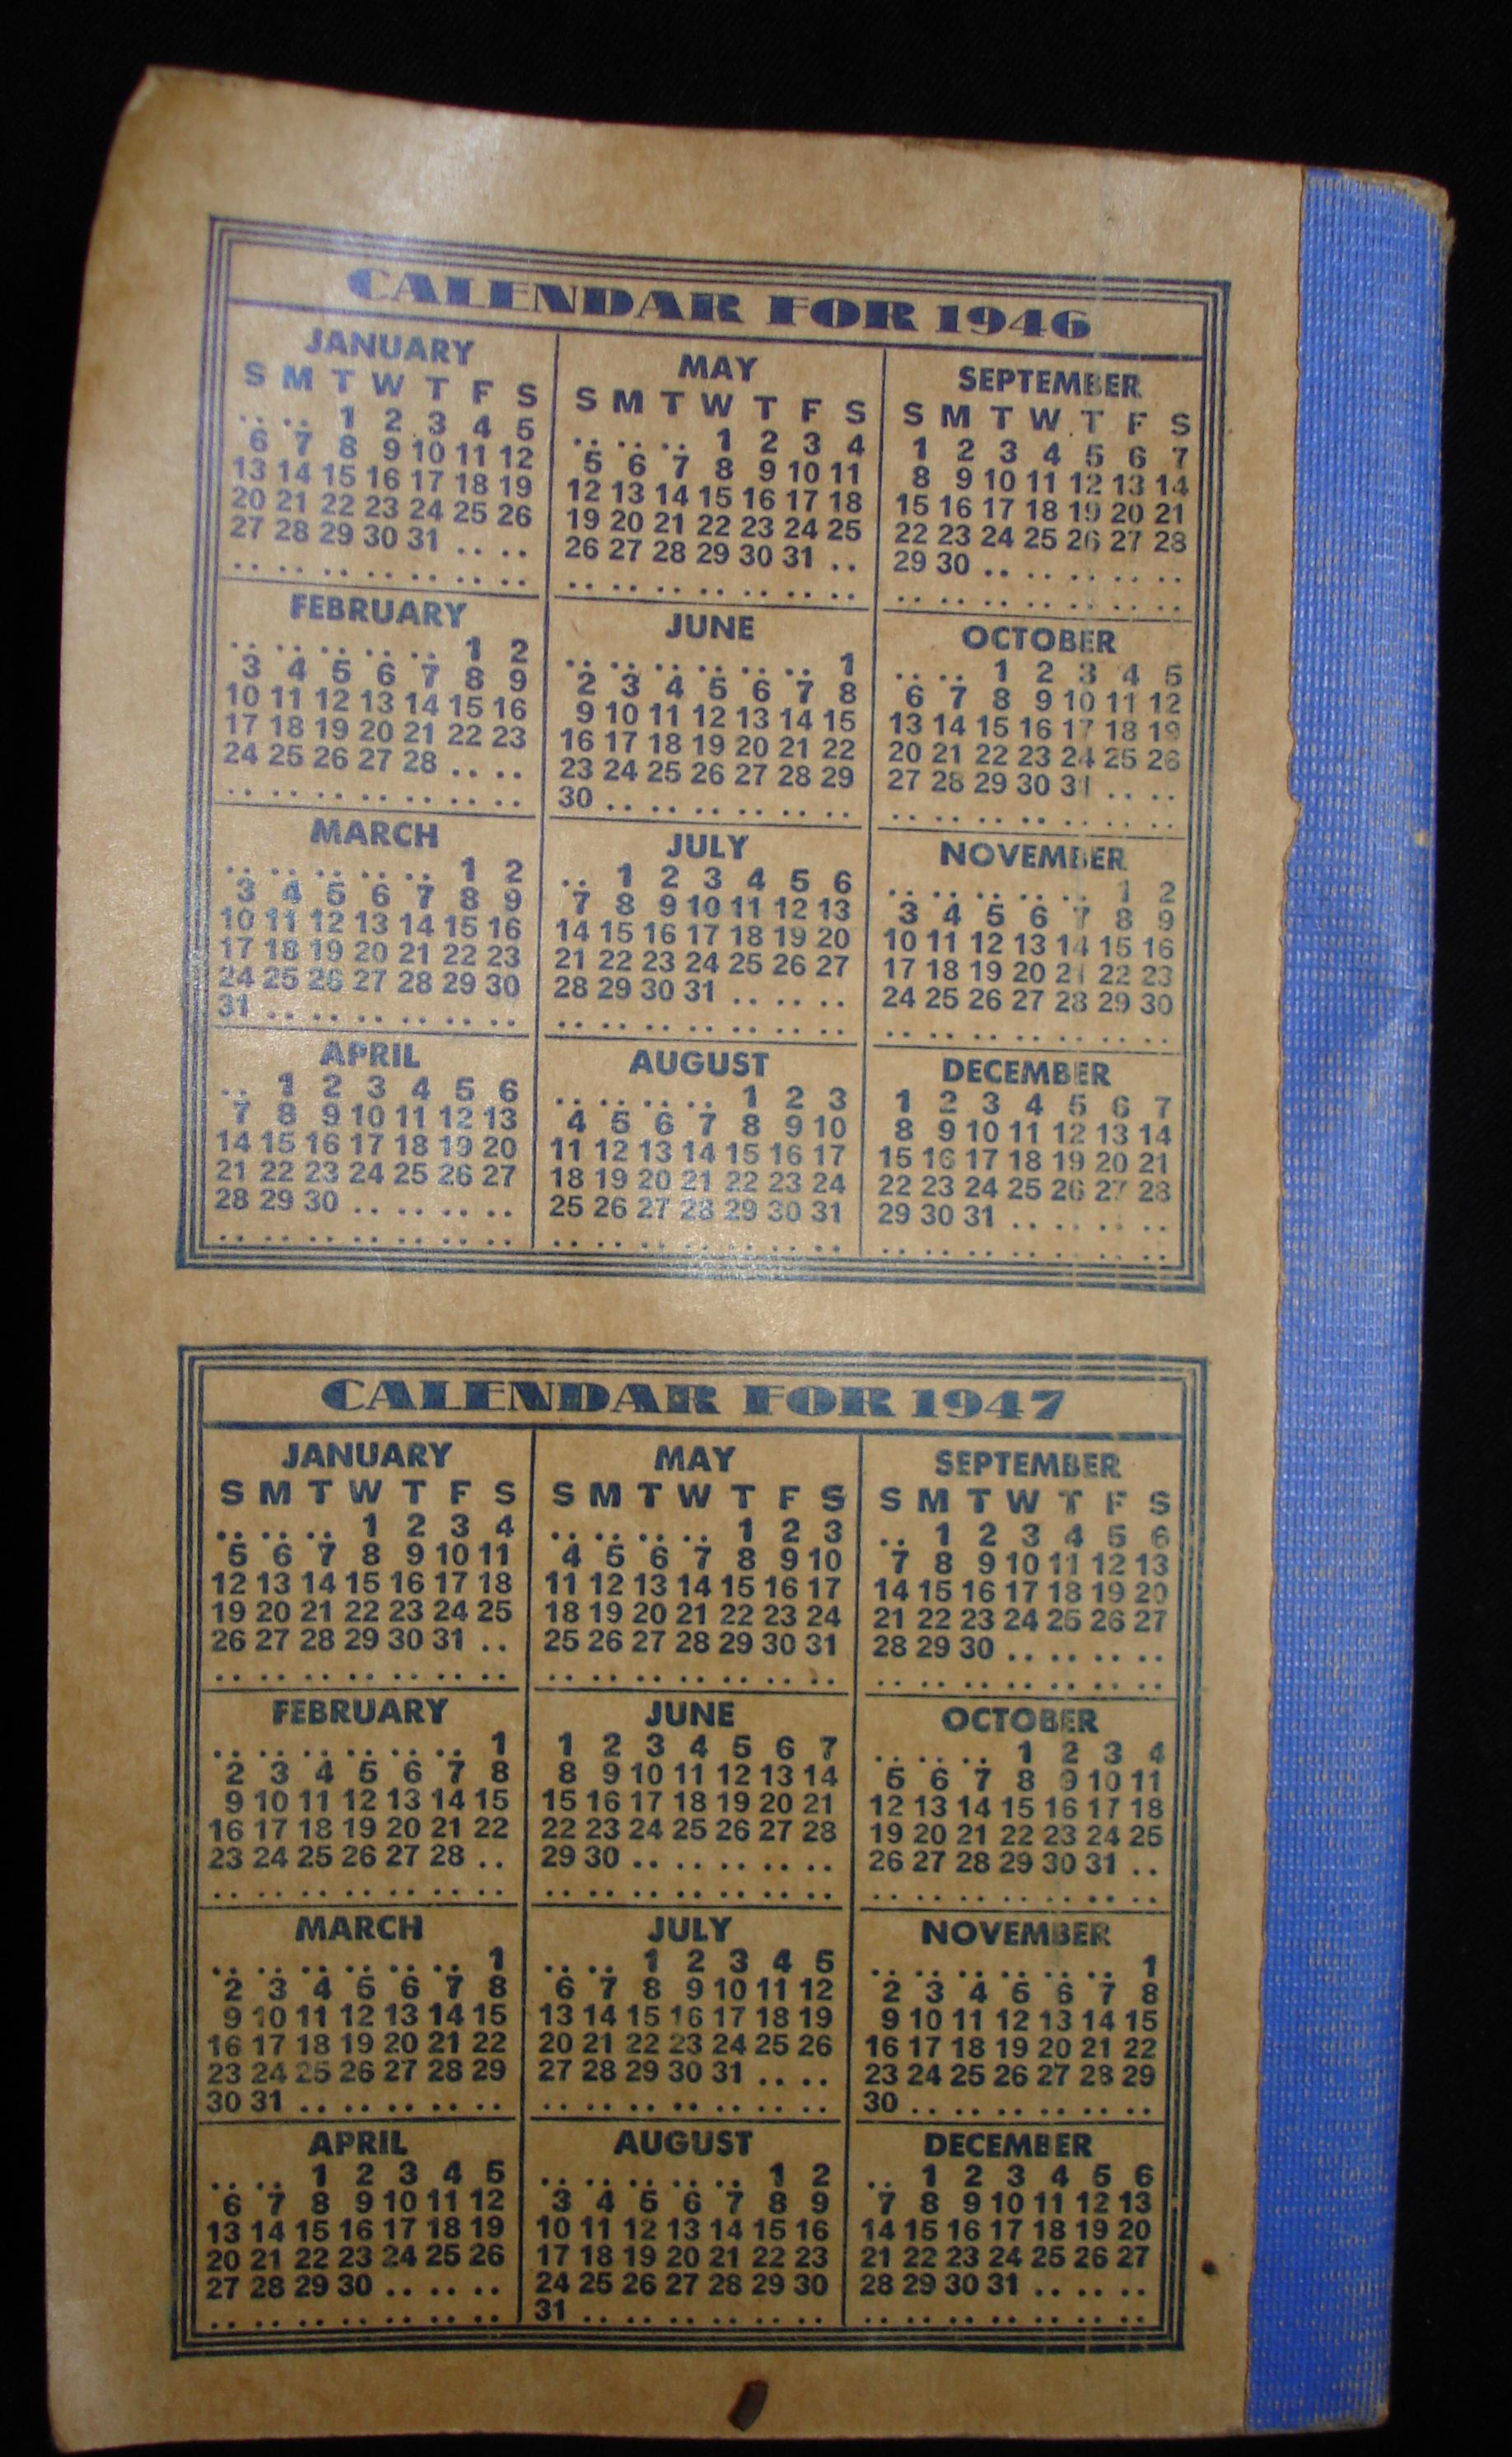 CALENDAR FOR 1946
JANUARY
S M T W T F S
.. .. 1 2 3 4 5
6 7 8 9 10 11 12
13 14 15 16 17 18 19
20 21 22 23 24 25 26
27 28 29 30 31 .. ..
.. .. .. .. .. .. ..
FEBRUARY
.. .. .. .. .. 1 2
3 4 5 6 7 8 9
10 11 12 13 14 15 16
17 18 19 20 21 22 23
24 25 26 27 28 .. ..
.. .. .. .. .. .. ..
MARCH
.. .. .. .. .. 1 2
3 4 5 6 7 8 9
10 11 12 13 14 15 16
17 18 19 20 21 22 23
24 25 26 27 28 29 30
31 .. .. .. .. .. ..
APRIL
.. 1 2 3 4 5 6
7 8 9 10 11 12 13
14 15 16 17 18 19 20
21 22 23 24 25 26 27
28 29 30 .. .. .. ..
.. .. .. .. .. .. ..
MAY
S M T W T F S
.. .. .. 1 2 3 4
5 6 7 8 9 10 11
12 13 14 15 16 17 18
19 20 21 22 23 24 25
26 27 28 29 30 31 ..
.. .. .. .. .. .. ..
JUNE
.. .. .. .. .. .. 1
2 3 4 5 6 7 8
9 10 11 12 13 14 15
16 17 18 19 20 21 22
23 24 25 26 27 28 29
30 .. .. .. .. .. ..
JULY
.. 1 2 3 4 5 6
7 8 9 10 11 12 13
14 15 16 17 18 19 20
21 22 23 24 25 26 27
28 29 30 31 .. .. ..
.. .. .. .. .. .. ..
AUGUST
.. .. .. .. 1 2 3
4 5 6 7 8 9 10
11 12 13 14 15 16 17
18 19 20 21 22 23 24
25 26 27 28 29 30 31
.. .. .. .. .. .. ..
SEPTEMBER
S M T W T F S
1 2 3 4 5 6 7
8 9 10 11 12 13 14
15 16 17 18 19 20 21
22 23 24 25 26 27 28
29 30 .. .. .. .. ..
.. .. .. .. .. .. ..
OCTOBER
.. .. 1 2 3 4 5
6 7 8 9 10 11 12
13 14 15 16 17 18 19
20 21 22 23 24 25 26
27 28 29 30 31 .. ..
.. .. .. .. .. .. ..
NOVEMBER
.. .. .. .. .. 1 2
3 4 5 6 7 8 9
10 11 12 13 14 15 16
17 18 19 20 21 22 23
24 25 26 27 28 29 30
.. .. .. .. .. .. ..
DECEMBER
1 2 3 4 5 6 7
8 9 10 11 12 13 14
15 16 17 18 19 20 21
22 23 24 25 26 27 28
29 30 31 .. .. .. ..
.. .. .. .. .. .. ..
CALENDAR FOR 1947
JANUARY
S M T W T F S
.. .. .. 1 2 3 4
5 6 7 8 9 10 11
12 13 14 15 16 17 18
19 20 21 22 23 24 25
26 27 28 29 30 31 ..
.. .. .. .. .. .. ..
FEBRUARY
.. .. .. .. .. .. 1
2 3 4 5 6 7 8
9 10 11 12 13 14 15
16 17 18 19 20 21 22
23 24 25 26 27 28 ..
.. .. .. .. .. .. ..
MARCH
.. .. .. .. .. .. 1
2 3 4 5 6 7 8
9 10 11 12 13 14 15
16 17 18 19 20 21 22
23 24 25 26 27 28 29
30 31 .. .. .. .. ..
APRIL
.. .. 1 2 3 4 5
6 7 8 9 10 11 12
13 14 15 16 17 18 19
20 21 22 23 24 25 26
27 28 29 30 .. .. ..
.. .. .. .. .. .. ..
MAY
S M T W T F S
.. .. .. .. 1 2 3
4 5 6 7 8 9 10
11 12 13 14 15 16 17
18 19 20 21 22 23 24
25 26 27 28 29 30 31
.. .. .. .. .. .. ..
JUNE
1 2 3 4 5 6 7
8 9 10 11 12 13 14
15 16 17 18 19 20 21
22 23 24 25 26 27 28
29 30 .. .. .. .. ..
.. .. .. .. .. .. ..
JULY
.. .. 1 2 3 4 5
6 7 8 9 10 11 12
13 14 15 16 17 18 19
20 21 22 23 24 25 26
27 28 29 30 31 .. ..
.. .. .. .. .. .. ..
AUGUST
.. .. .. .. .. 1 2
3 4 5 6 7 8 9
10 11 12 13 14 15 16
17 18 19 20 21 22 23
24 25 26 27 28 29 30
31 .. .. .. .. .. ..
SEPTEMBER
S M T W T F S
.. 1 2 3 4 5 6
7 8 9 10 11 12 13
14 15 16 17 18 19 20
21 22 23 24 25 26 27
28 29 30 .. .. .. ..
.. .. .. .. .. .. ..
OCTOBER
.. .. .. 1 2 3 4
5 6 7 8 9 10 11
12 13 14 15 16 17 18
19 20 21 22 23 24 25
26 27 28 29 30 31 ..
.. .. .. .. .. .. ..
NOVEMBER
.. .. .. .. .. .. 1
2 3 4 5 6 7 8
9 10 11 12 13 14 15
16 17 18 19 20 21 22
23 24 25 26 27 28 29
30 .. .. .. .. .. ..
DECEMBER
.. 1 2 3 4 5 6
7 8 9 10 11 12 13
14 15 16 17 18 19 20
21 22 23 24 25 26 27
28 29 30 31 .. .. ..
.. .. .. .. .. .. ..